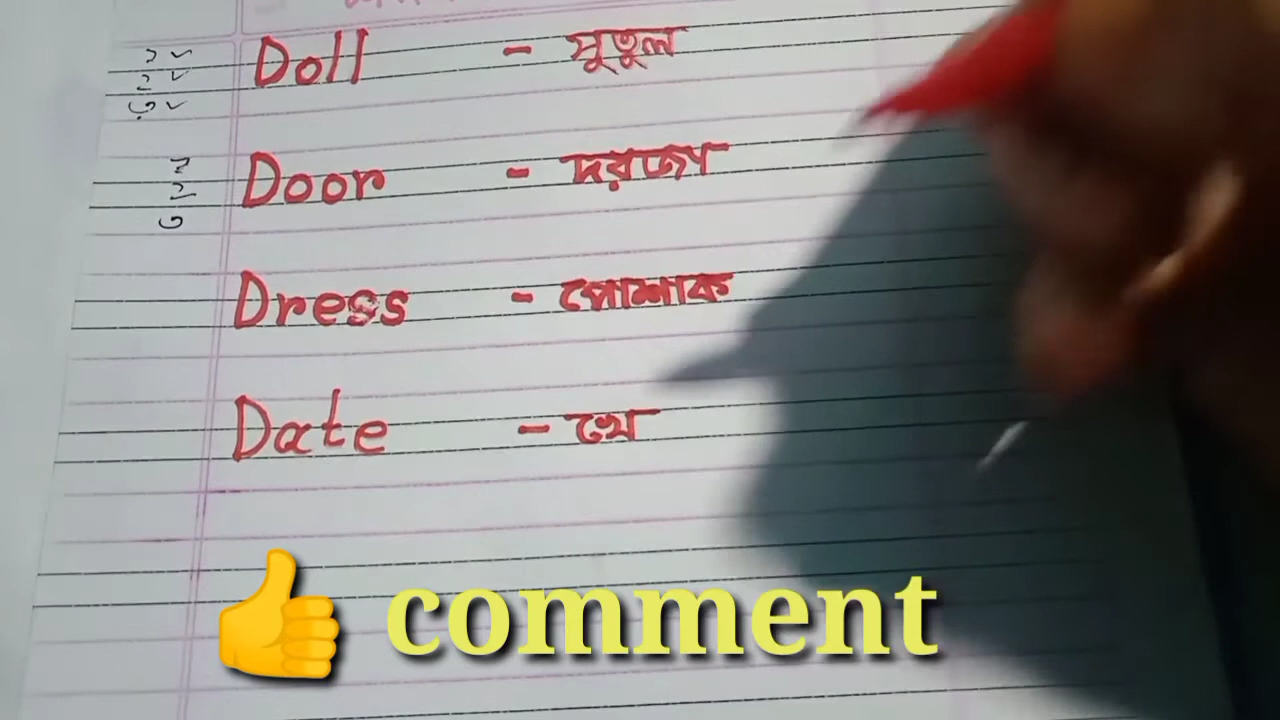 Doll - পুতুল
Door - দরজা
Dress - পোশাক
Date - খে
👍 comment